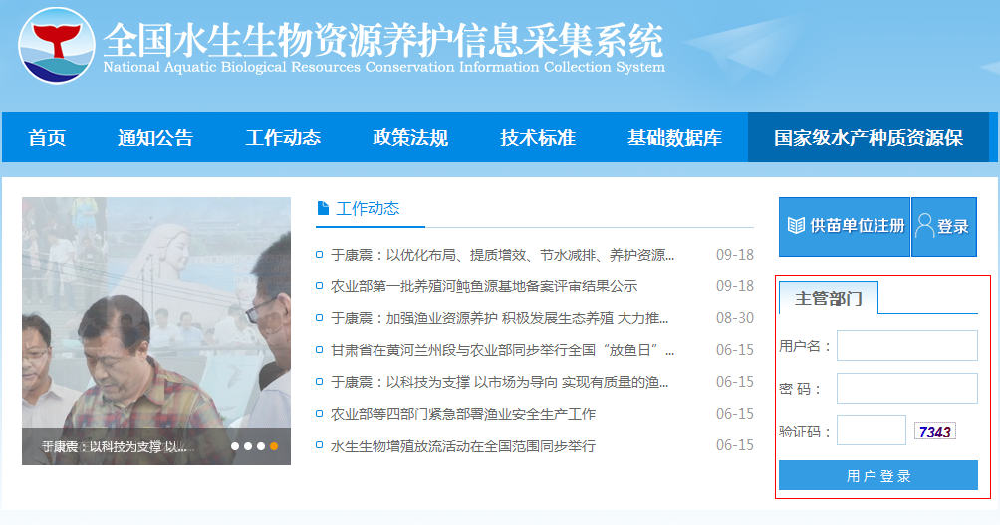 全国水生生物资源养护信息采集系统
National Aquatic Biological Resources Conservation Information Collection System
首页 通知公告 工作动态 政策法规 技术标准 基础数据库 国家级水产种质资源保
于康震：以科技为支撑 以...
工作动态
于康震：以优化布局、提质增效、节水减排、养护资源... 09-18
农业部第一批养殖河鲀鱼源基地备案评审结果公示 09-18
于康震：加强渔业资源养护 积极发展生态养殖 大力推... 08-30
甘肃省在黄河兰州段与农业部同步举行全国“放鱼日”... 06-15
于康震：以科技为支撑 以市场为导向 实现有质量的渔... 06-15
农业部等四部门紧急部署渔业安全生产工作 06-15
水生生物增殖放流活动在全国范围同步举行 06-15
供苗单位注册 登录
主管部门
用户名：
密 码：
验证码： 7343
用户登录